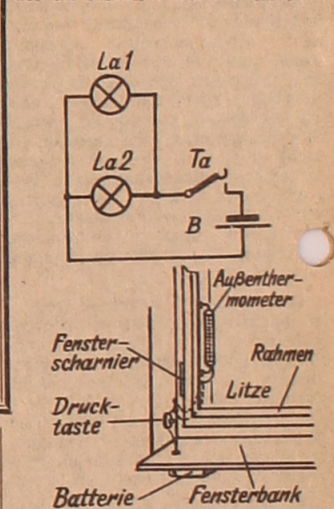 La1
La2
Ta
B
Außenther-
mometer
Fenster-
scharnier
Rahmen
Litze
Druck-
taste
Batterie
Fensterbank